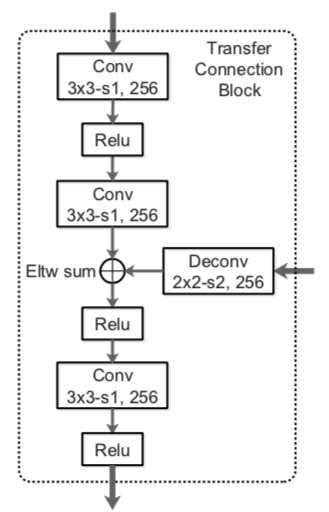 Transfer
Connection
Block
Conv
3x3-s1, 256
Relu
Conv
3x3-s1, 256
Eltw sum
Deconv
2x2-s2, 256
Relu
Conv
3x3-s1, 256
Relu